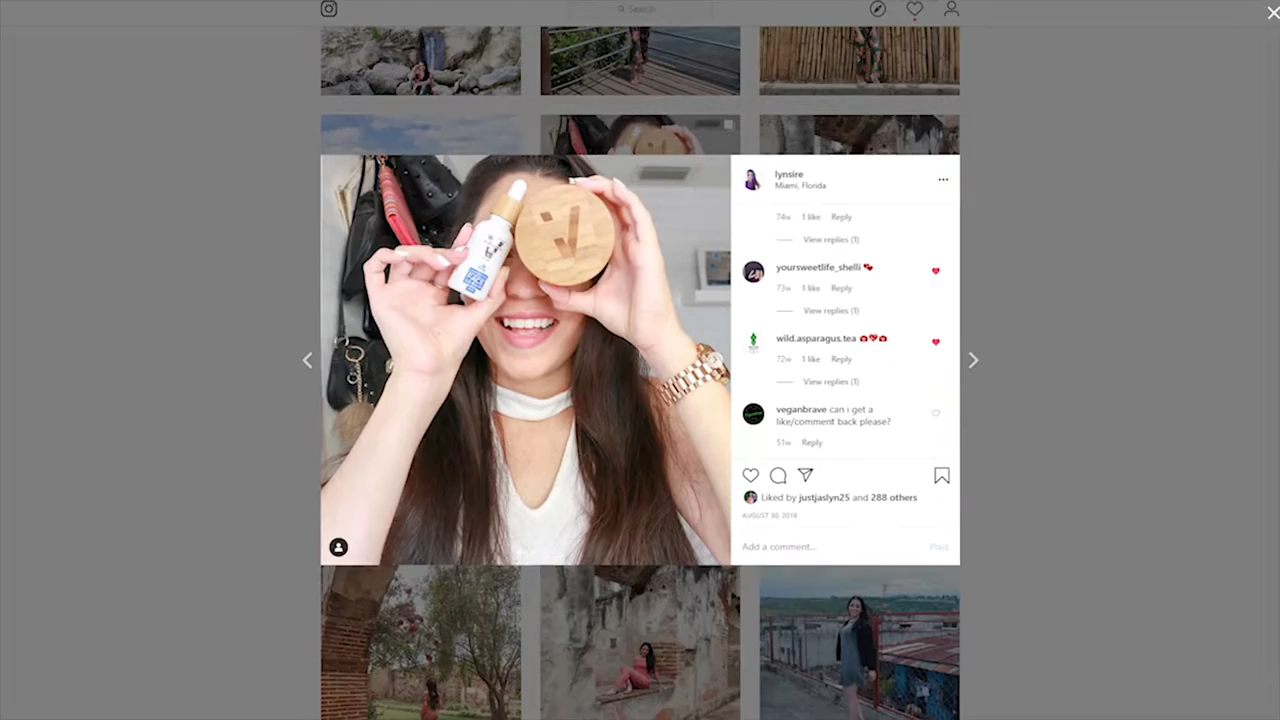 Search
lynsire
Miami, Florida
74w 1 like Reply
View replies (1)
yoursweetlife_shelli
73w 1 like Reply
View replies (1)
wild.asparagus.tea
72w 1 like Reply
View replies (1)
veganbrave can i get a
like/comment back please?
51w Reply
Liked by justjaslyn25 and 288 others
AUGUST 30, 2018
Add a comment... Post